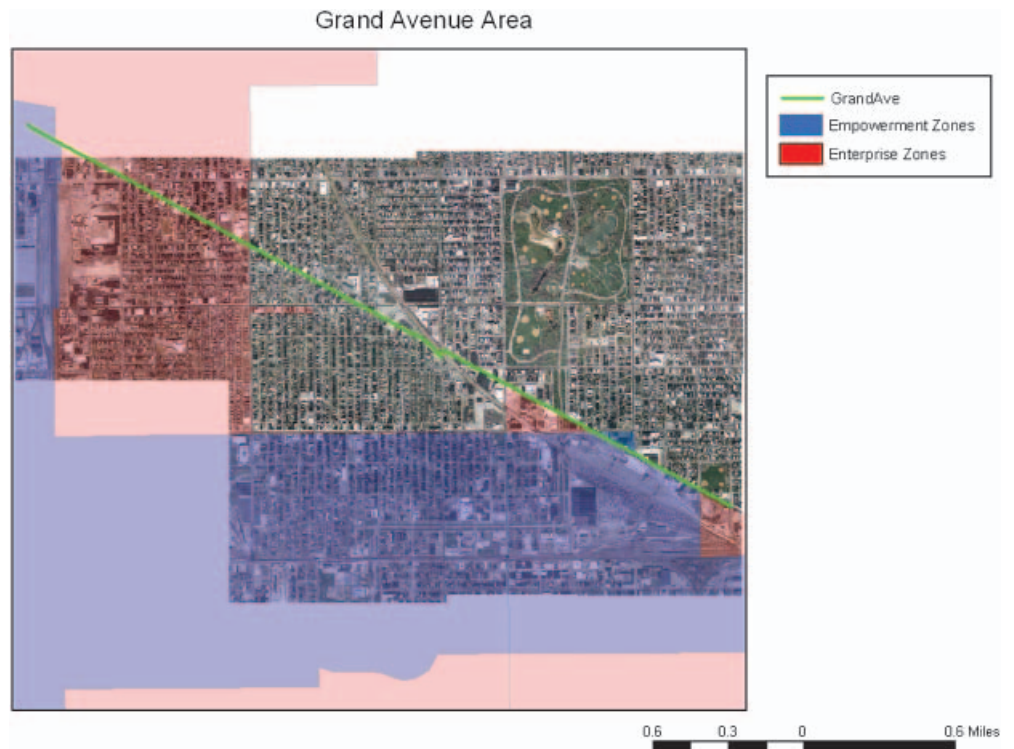 Grand Avenue Area
GrandAve
Empowerment Zones
Enterprise Zones
0.6 0.3 0 0.6 Miles